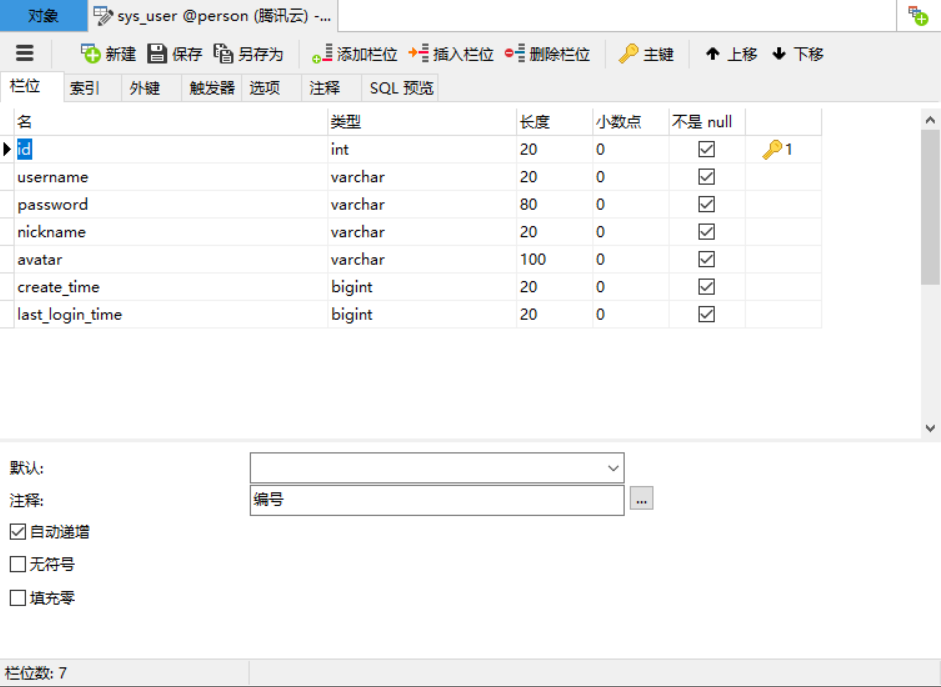 对象 sys_user @person (腾讯云) -...
新建 保存 另存为 添加栏位 插入栏位 删除栏位 主键 上移 下移
栏位 索引 外键 触发器 选项 注释 SQL 预览
名 类型 长度 小数点 不是 null
id int 20 0 1
username varchar 20 0
password varchar 80 0
nickname varchar 20 0
avatar varchar 100 0
create_time bigint 20 0
last_login_time bigint 20 0
默认:
注释: 编号 ...
自动递增
无符号
填充零
栏位数: 7